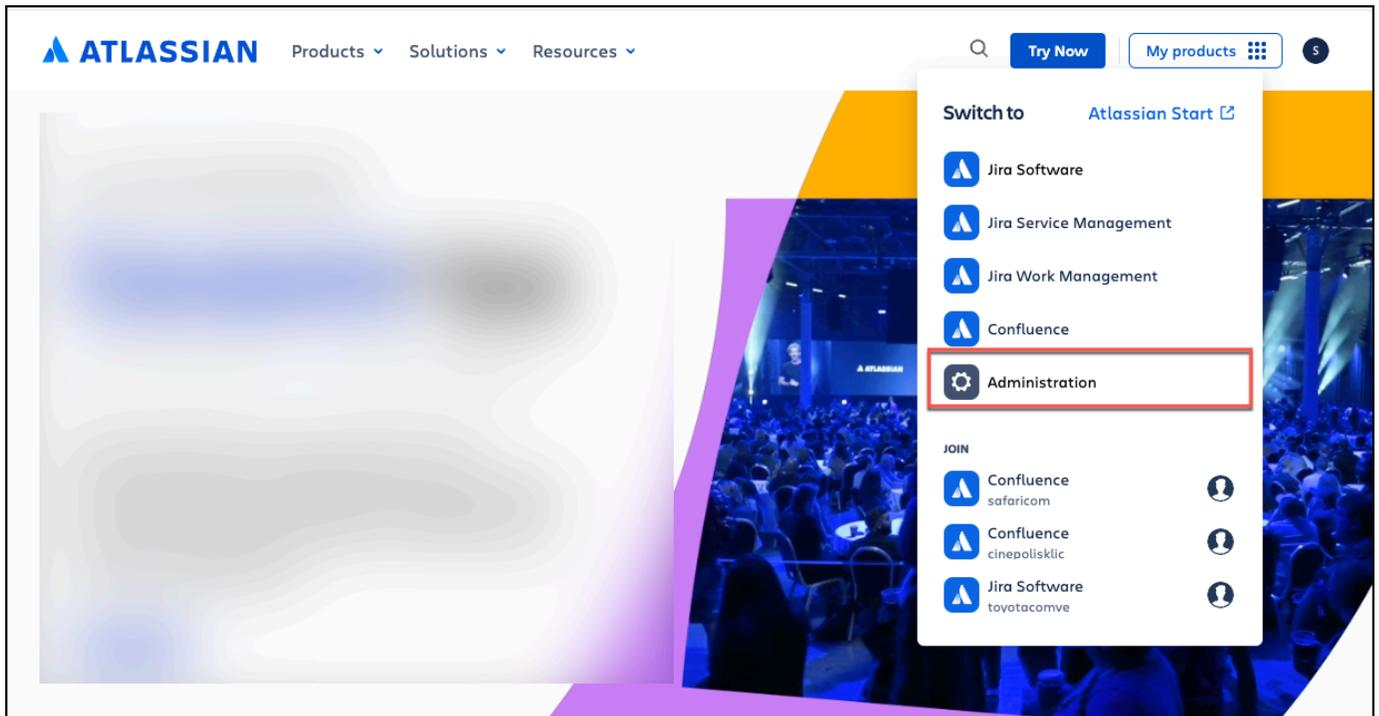 ATLASSIAN
Products
Solutions
Resources
Try Now
My products
S
Switch to
Atlassian Start
Jira Software
Jira Service Management
Jira Work Management
Confluence
Administration
JOIN
Confluence
safaricom
Confluence
cinepolisklic
Jira Software
toyotacomve
ATLASSIAN